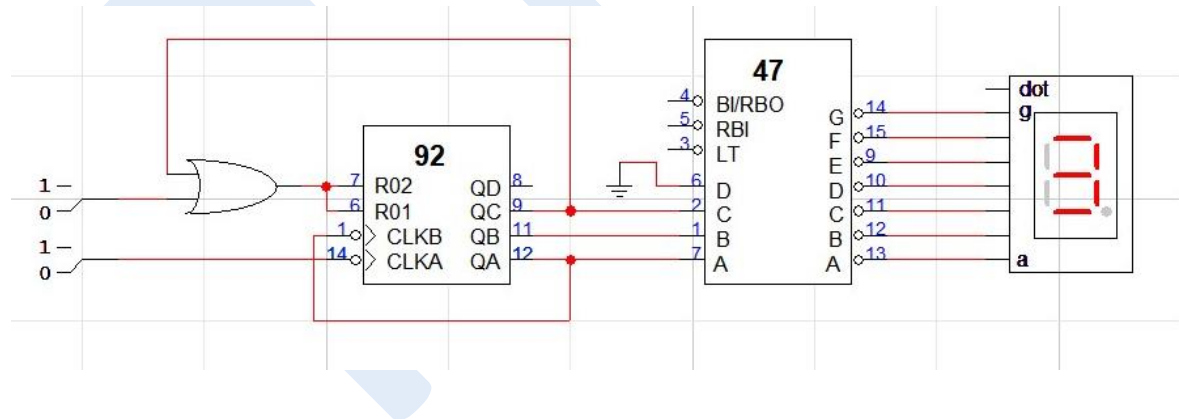 1
0
1
0
92
7 R02 QD 8
6 R01 QC 9
1 CLKB QB 11
14 CLKA QA 12
47
4 BI/RBO
5 RBI
3 LT
6 D
2 C
1 B
7 A
G 14
F 15
E 9
D 10
C 11
B 12
A 13
dot
g
3
a